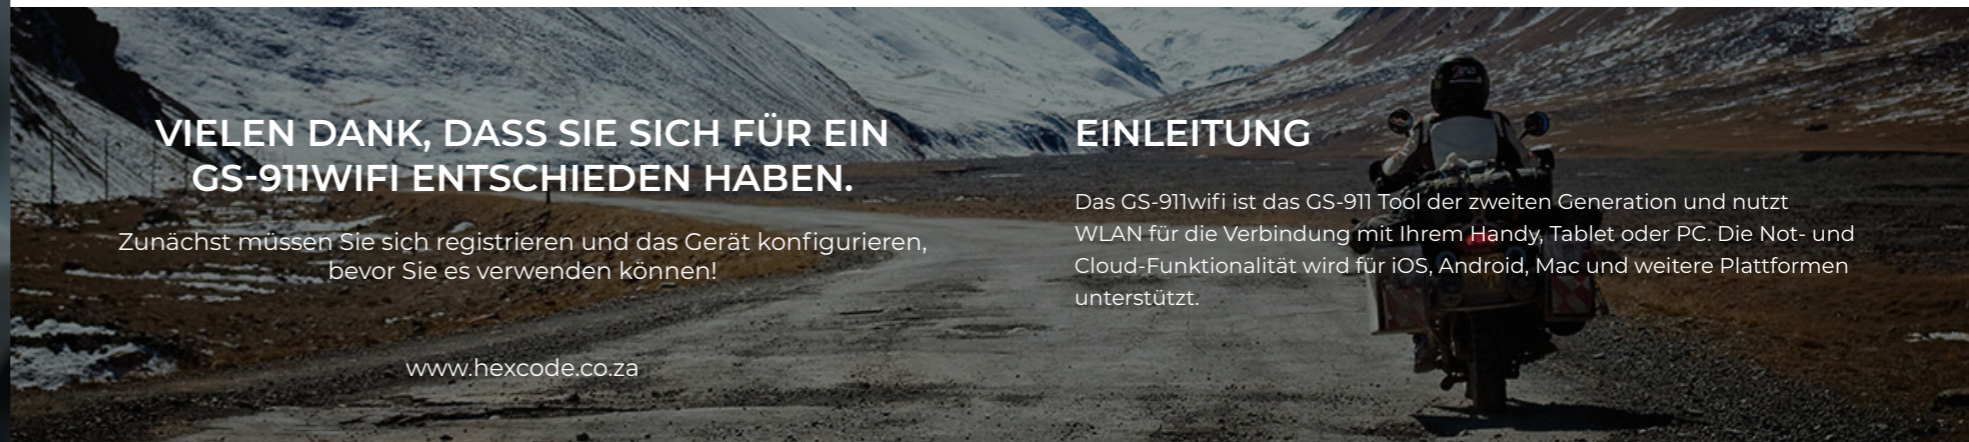 VIELEN DANK, DASS SIE SICH FÜR EIN
GS-911WIFI ENTSCHIEDEN HABEN.
Zunächst müssen Sie sich registrieren und das Gerät konfigurieren,
bevor Sie es verwenden können!
www.hexcode.co.za
EINLEITUNG
Das GS-911wifi ist das GS-911 Tool der zweiten Generation und nutzt
WLAN für die Verbindung mit Ihrem Handy, Tablet oder PC. Die Not- und
Cloud-Funktionalität wird für iOS, Android, Mac und weitere Plattformen
unterstützt.